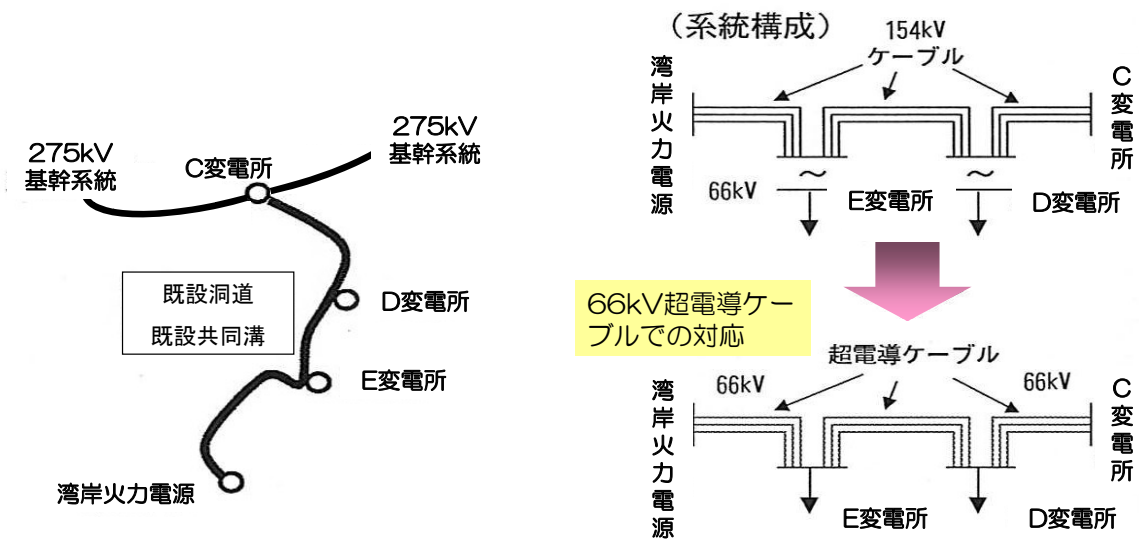 275kV
基幹系統
C変電所
275kV
基幹系統
既設洞道
既設共同溝
D変電所
E変電所
湾岸火力電源
（系統構成）
154kV
ケーブル
湾岸火力電源
C変電所
～
～
66kV
E変電所
D変電所
66kV超電導ケー
ブルでの対応
超電導ケーブル
66kV
66kV
湾岸火力電源
C変電所
E変電所
D変電所